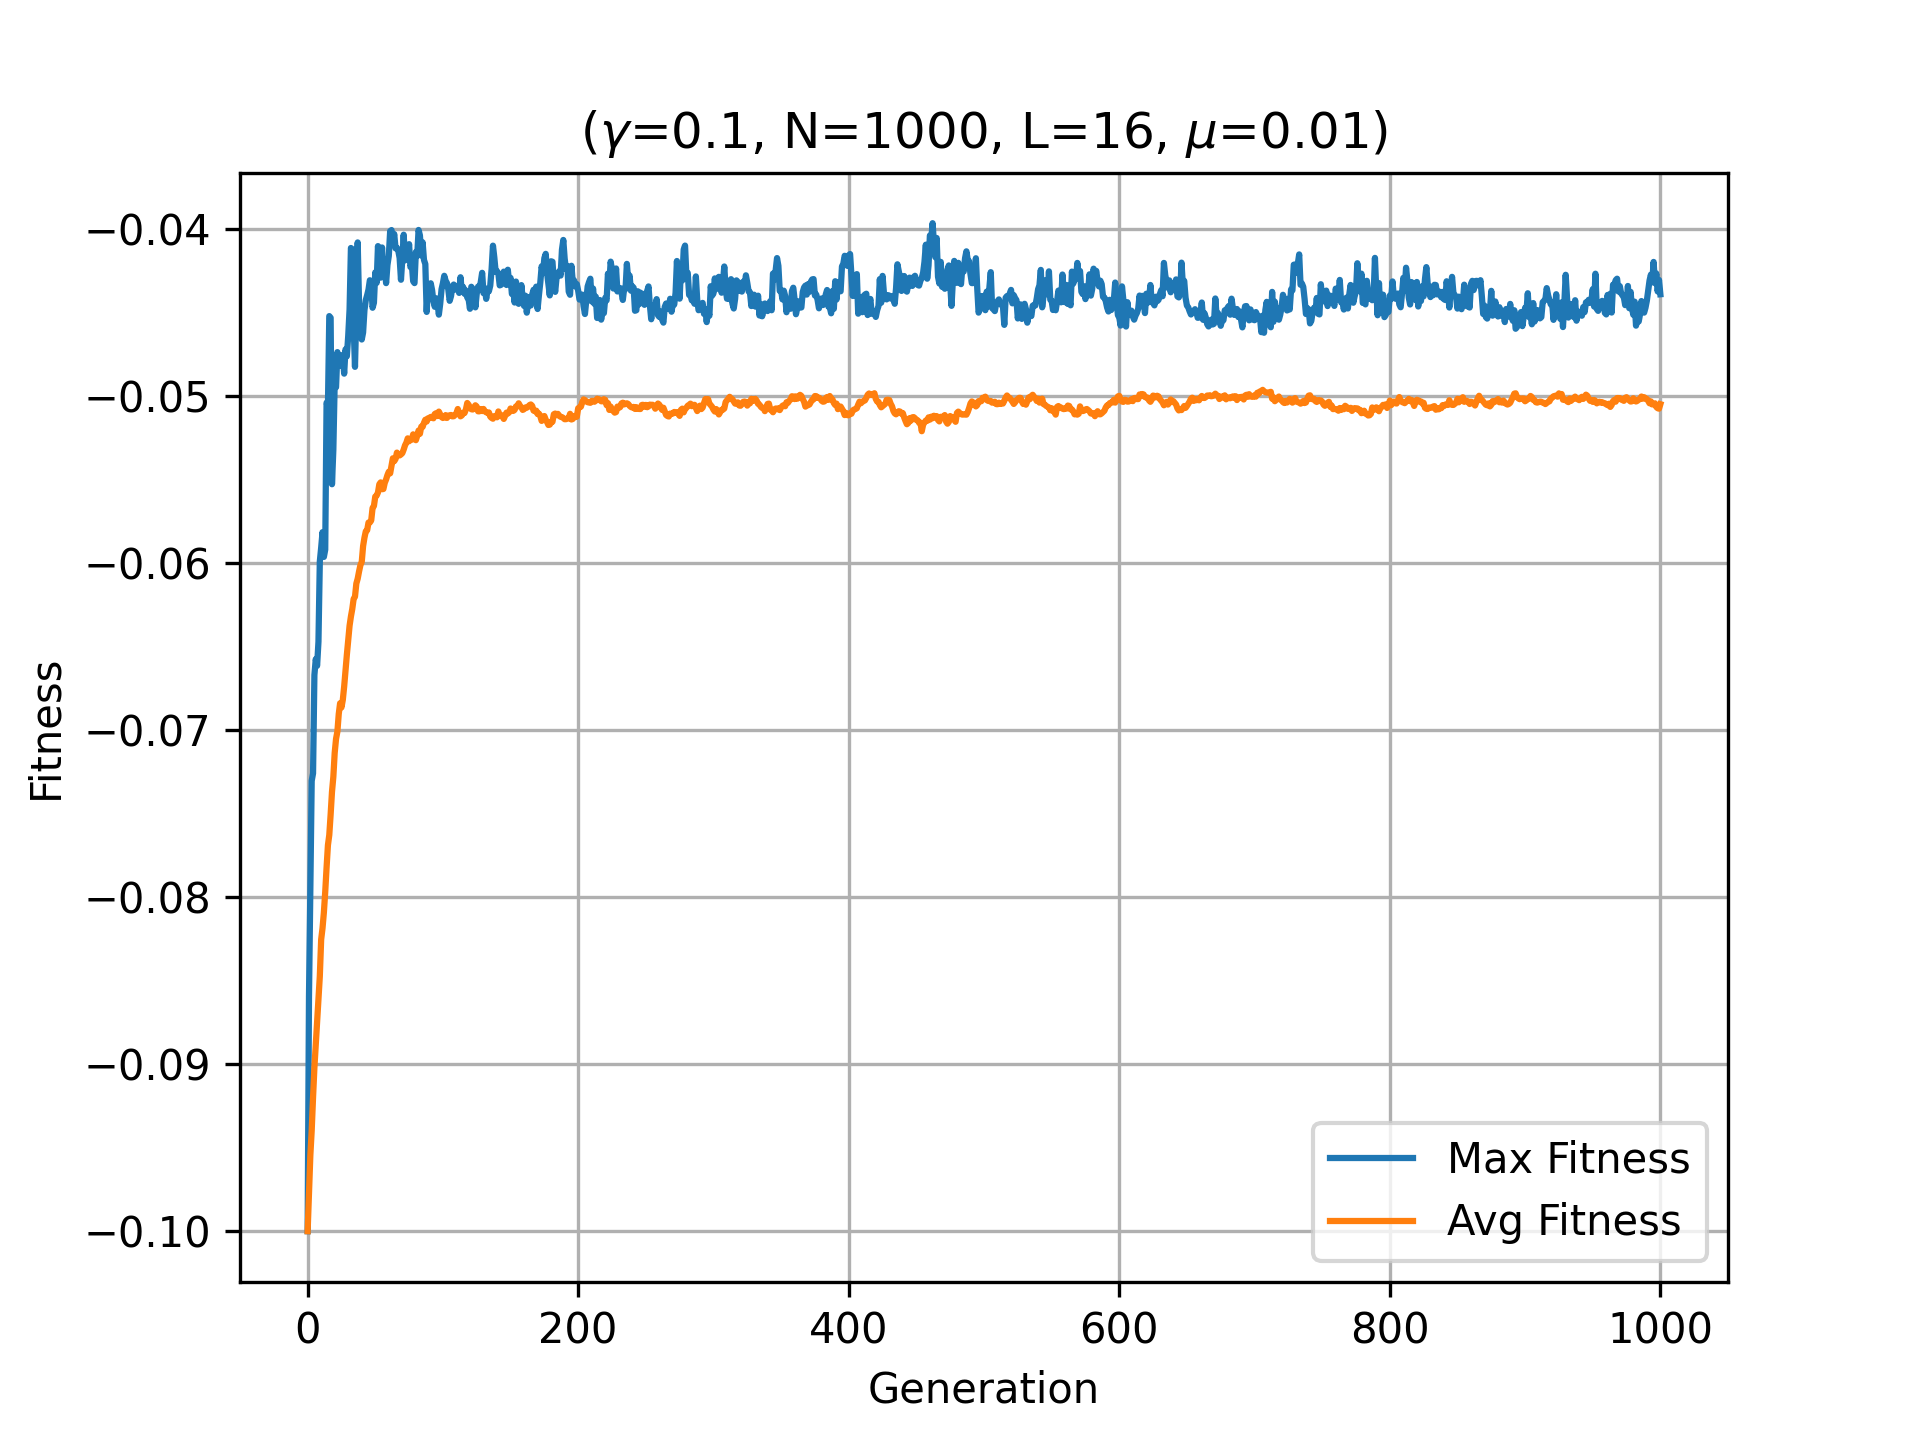 (γ=0.1, N=1000, L=16, μ=0.01)
−0.04
−0.05
−0.06
−0.07
−0.08
−0.09
−0.10
Fitness
Max Fitness
Avg Fitness
0 200 400 600 800 1000
Generation